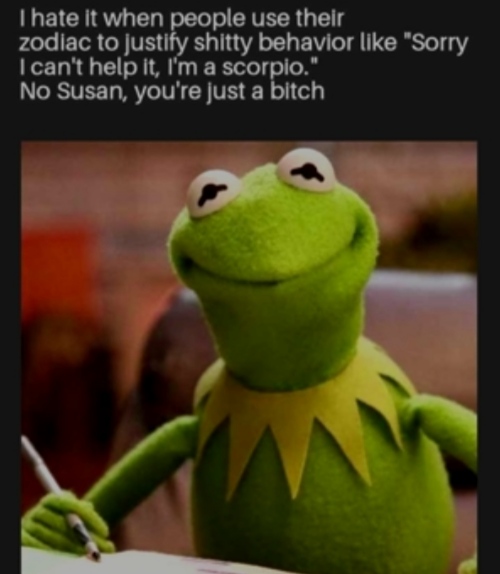 I hate it when people use their
zodiac to justify shitty behavior like "Sorry
I can't help it, I'm a scorpio."
No Susan, you're just a bitch